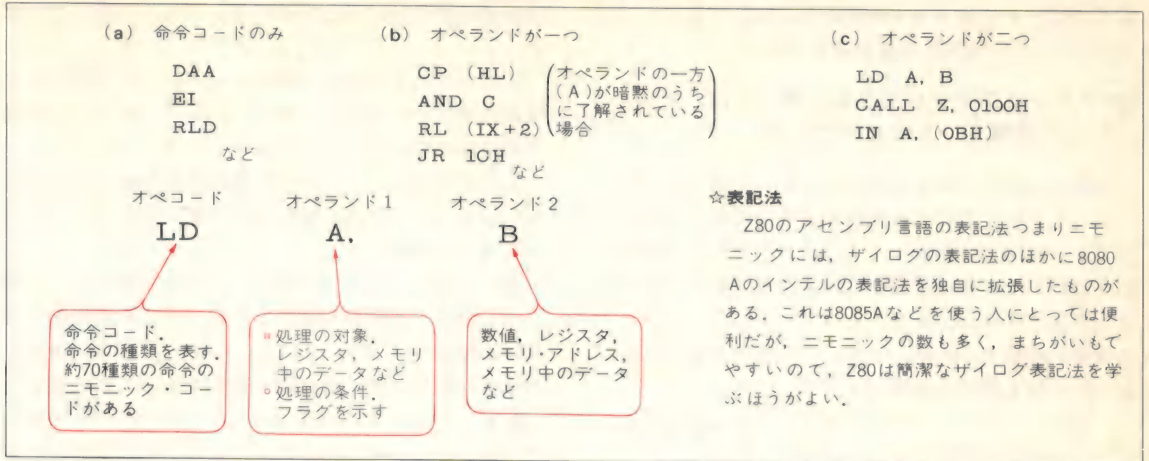 (a) 命令コードのみ
DAA
EI
RLD
など
(b) オペランドが一つ
CP (HL)
AND C
RL (IX+2)
JR 1CH
など
(オペランドの一方
(A)が暗黙のうち
に了解されている
場合)
(c) オペランドが二つ
LD A, B
CALL Z, 0100H
IN A, (0BH)
オペコード
オペランド1
オペランド2
LD
A,
B
命令コード.
命令の種類を表す.
約70種類の命令の
ニモニック・コー
ドがある
処理の対象.
レジスタ, メモリ
中のデータなど
処理の条件.
フラグを示す
数値, レジスタ,
メモリ・アドレス,
メモリ中のデータ
など
☆表記法
Z80のアセンブリ言語の表記法つまりニモ
ニックには, ザイログの表記法のほかに8080
Aのインテルの表記法を独自に拡張したものが
ある. これは8085Aなどを使う人にとっては便
利だが, ニモニックの数も多く, まちがいもで
やすいので, Z80は簡潔なザイログ表記法を学
ぶほうがよい.